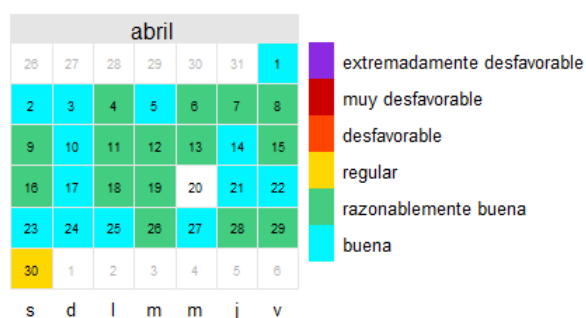 abril
26 27 28 29 30 31 1
2 3 4 5 6 7 8
9 10 11 12 13 14 15
16 17 18 19 20 21 22
23 24 25 26 27 28 29
30 1 2 3 4 5 6
s d l m m j v
extremadamente desfavorable
muy desfavorable
desfavorable
regular
razonablemente buena
buena